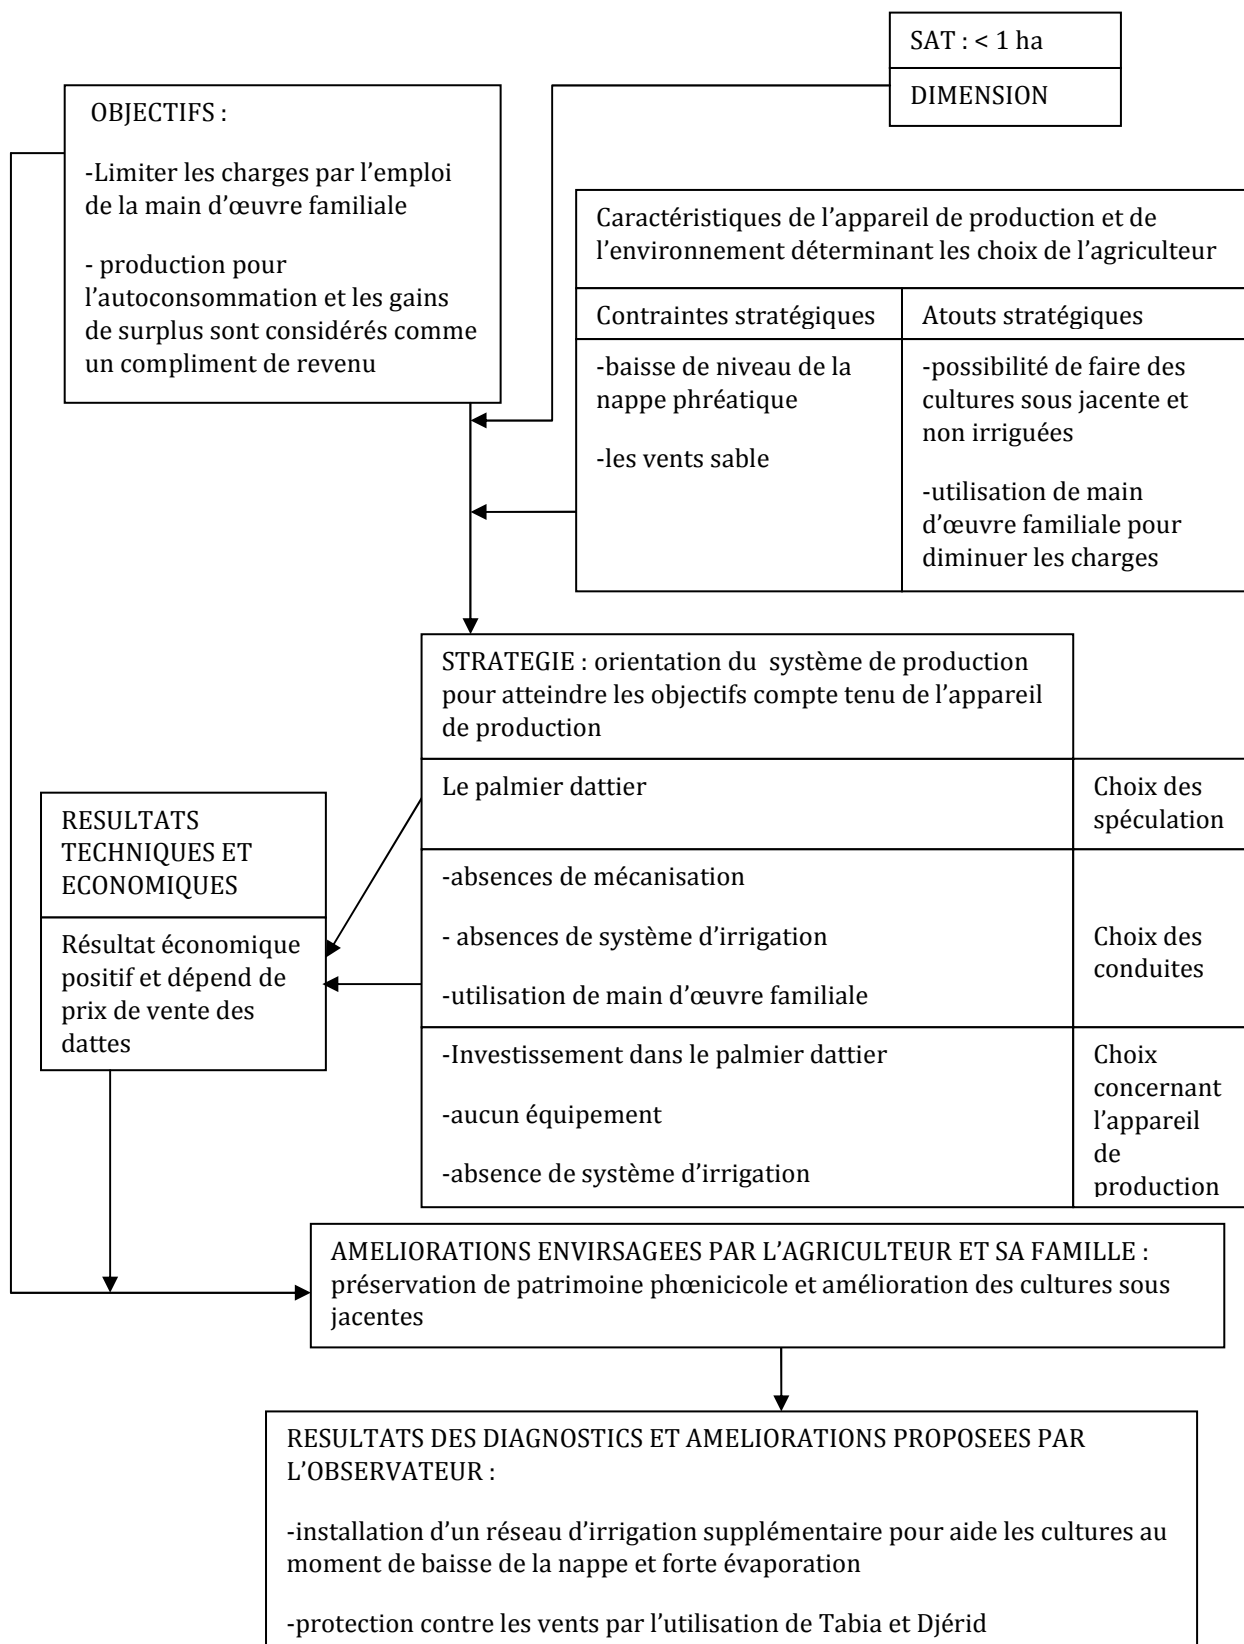 SAT : < 1 ha
DIMENSION
OBJECTIFS :
-Limiter les charges par l’emploi
de la main d’œuvre familiale
- production pour
l’autoconsommation et les gains
de surplus sont considérés comme
un compliment de revenu
Caractéristiques de l’appareil de production et de
l’environnement déterminant les choix de l’agriculteur
Contraintes stratégiques
-baisse de niveau de la
nappe phréatique
-les vents sable
Atouts stratégiques
-possibilité de faire des
cultures sous jacente et
non irriguées
-utilisation de main
d’œuvre familiale pour
diminuer les charges
STRATEGIE : orientation du système de production
pour atteindre les objectifs compte tenu de l’appareil
de production
Le palmier dattier
Choix des
spéculation
-absences de mécanisation
- absences de système d’irrigation
-utilisation de main d’œuvre familiale
Choix des
conduites
-Investissement dans le palmier dattier
-aucun équipement
-absence de système d’irrigation
Choix
concernant
l’appareil
de
production
RESULTATS
TECHNIQUES ET
ECONOMIQUES
Résultat économique
positif et dépend de
prix de vente des
dattes
AMELIORATIONS ENVIRSAGEES PAR L’AGRICULTEUR ET SA FAMILLE :
préservation de patrimoine phœnicicole et amélioration des cultures sous
jacentes
RESULTATS DES DIAGNOSTICS ET AMELIORATIONS PROPOSEES PAR
L’OBSERVATEUR :
-installation d’un réseau d’irrigation supplémentaire pour aide les cultures au
moment de baisse de la nappe et forte évaporation
-protection contre les vents par l’utilisation de Tabia et Djérid